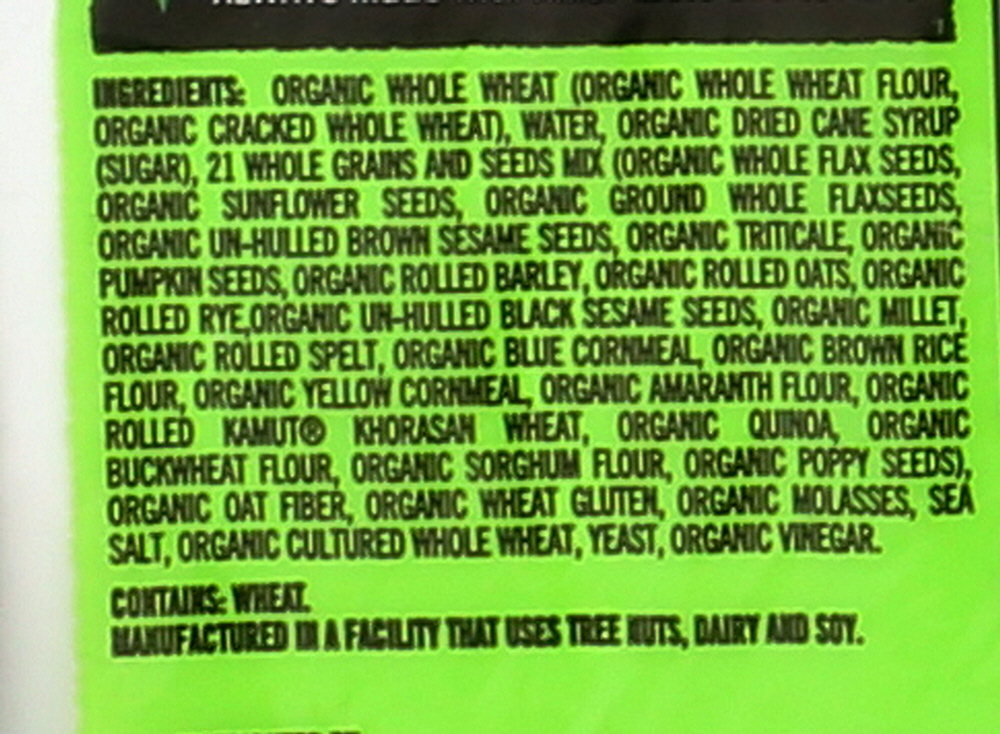 INGREDIENTS: ORGANIC WHOLE WHEAT (ORGANIC WHOLE WHEAT FLOUR,
ORGANIC CRACKED WHOLE WHEAT), WATER, ORGANIC DRIED CANE SYRUP
(SUGAR), 21 WHOLE GRAINS AND SEEDS MIX (ORGANIC WHOLE FLAX SEEDS,
ORGANIC SUNFLOWER SEEDS, ORGANIC GROUND WHOLE FLAXSEEDS,
ORGANIC UN-HULLED BROWN SESAME SEEDS, ORGANIC TRITICALE, ORGANIC
PUMPKIN SEEDS, ORGANIC ROLLED BARLEY, ORGANIC ROLLED OATS, ORGANIC
ROLLED RYE,ORGANIC UN-HULLED BLACK SESAME SEEDS, ORGANIC MILLET,
ORGANIC ROLLED SPELT, ORGANIC BLUE CORNMEAL, ORGANIC BROWN RICE
FLOUR, ORGANIC YELLOW CORNMEAL, ORGANIC AMARANTH FLOUR, ORGANIC
ROLLED KAMUT® KHORASAN WHEAT, ORGANIC QUINOA, ORGANIC
BUCKWHEAT FLOUR, ORGANIC SORGHUM FLOUR, ORGANIC POPPY SEEDS),
ORGANIC OAT FIBER, ORGANIC WHEAT GLUTEN, ORGANIC MOLASSES, SEA
SALT, ORGANIC CULTURED WHOLE WHEAT, YEAST, ORGANIC VINEGAR.
CONTAINS: WHEAT.
MANUFACTURED IN A FACILITY THAT USES TREE NUTS, DAIRY AND SOY.